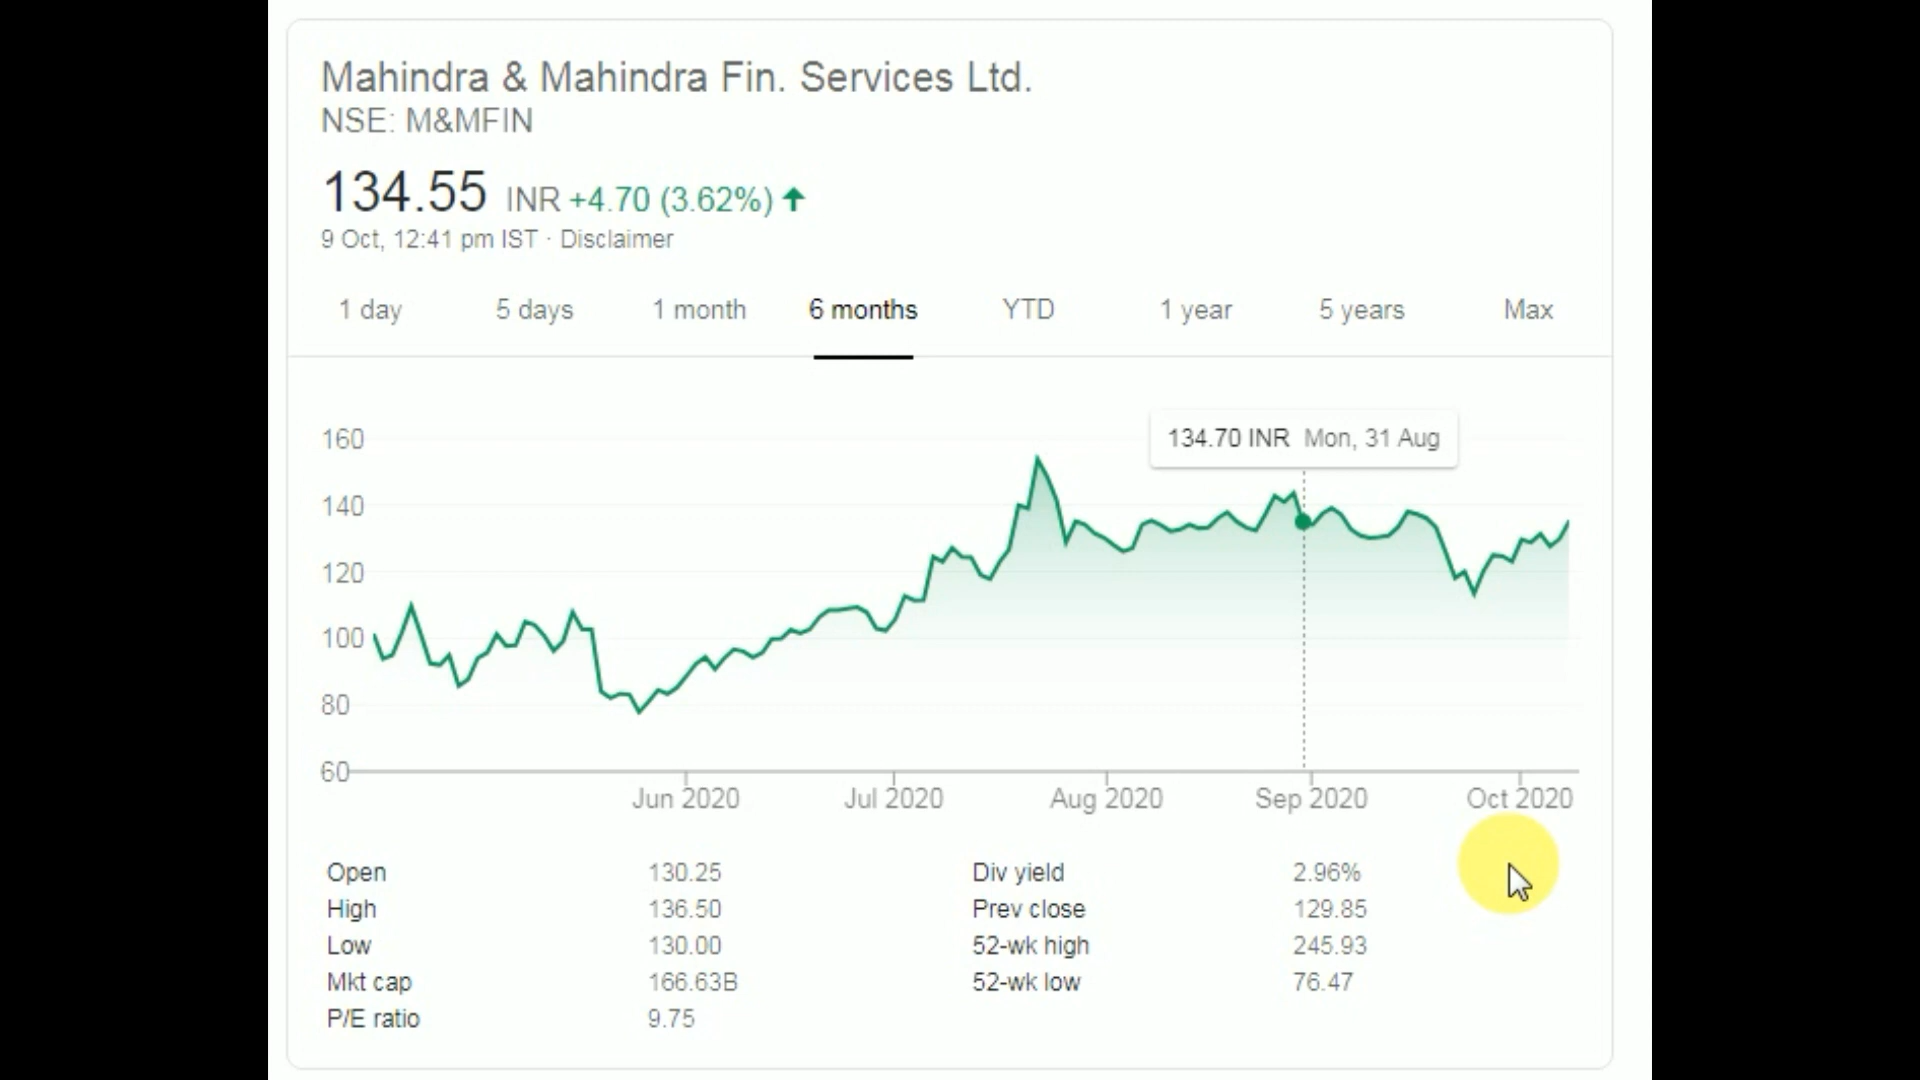 Mahindra & Mahindra Fin. Services Ltd.
NSE: M&MFIN
134.55 INR +4.70 (3.62%)
9 Oct, 12:41 pm IST · Disclaimer
1 day 5 days 1 month 6 months YTD 1 year 5 years Max
134.70 INR Mon, 31 Aug
160
140
120
100
80
60
Jun 2020 Jul 2020 Aug 2020 Sep 2020 Oct 2020
Open 130.25 Div yield 2.96%
High 136.50 Prev close 129.85
Low 130.00 52-wk high 245.93
Mkt cap 166.63B 52-wk low 76.47
P/E ratio 9.75